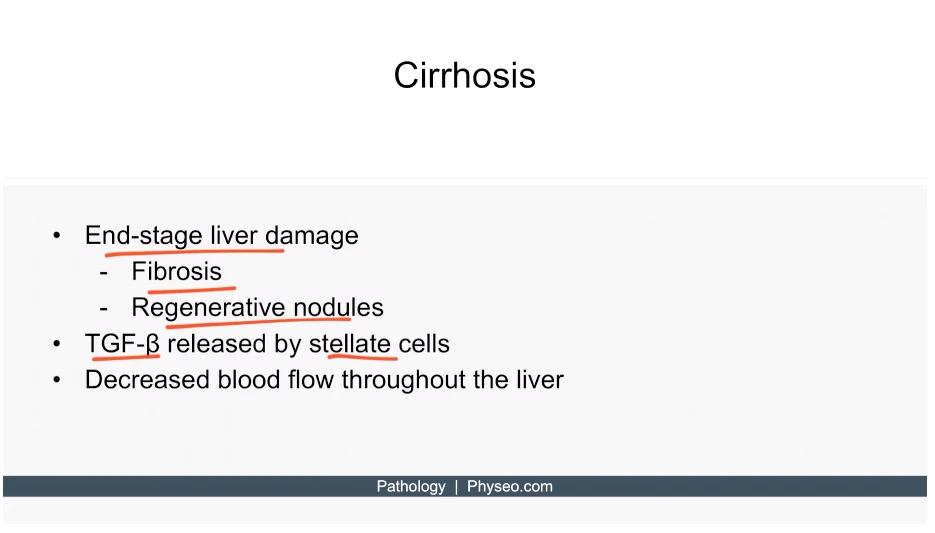 Cirrhosis
• End-stage liver damage
- Fibrosis
- Regenerative nodules
• TGF-β released by stellate cells
• Decreased blood flow throughout the liver
Pathology | Physeo.com